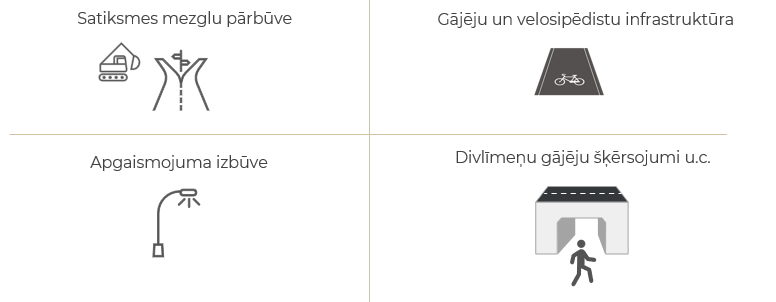 Satiksmes mezglu pārbūve
Gājēju un velosipēdistu infrastruktūra
Apgaismojuma izbūve
Divlīmeņu gājēju šķērsojumi u.c.